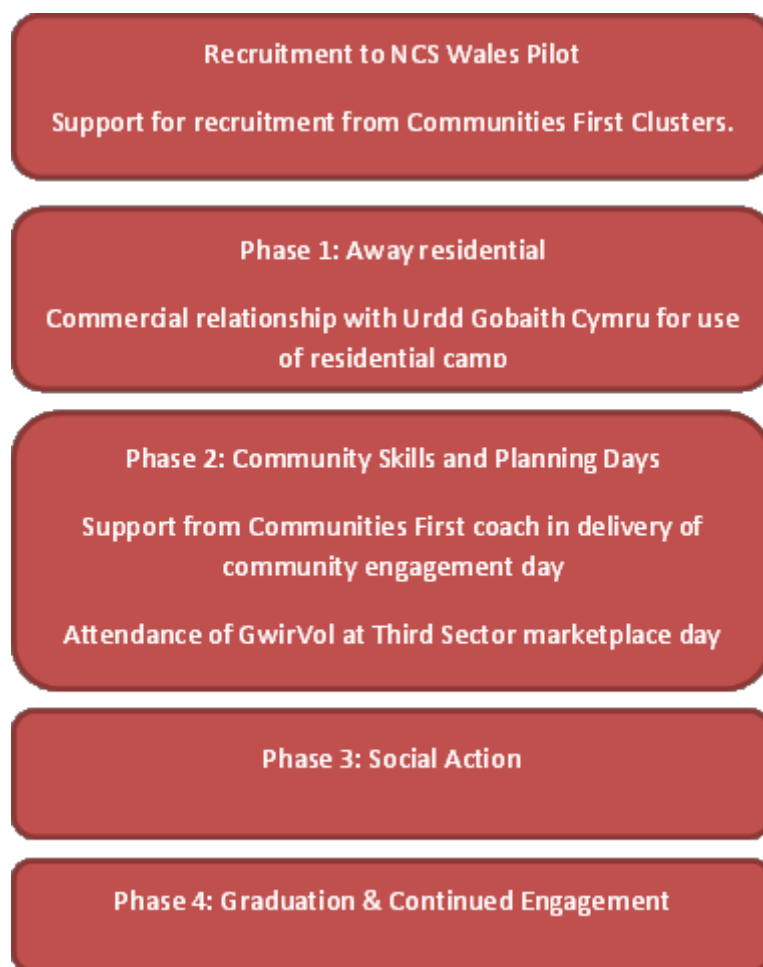 Recruitment to NCS Wales Pilot
Support for recruitment from Communities First Clusters.
Phase 1: Away residential
Commercial relationship with Urdd Gobaith Cymru for use
of residential camp
Phase 2: Community Skills and Planning Days
Support from Communities First coach in delivery of
community engagement day
Attendance of GwirVol at Third Sector marketplace day
Phase 3: Social Action
Phase 4: Graduation & Continued Engagement